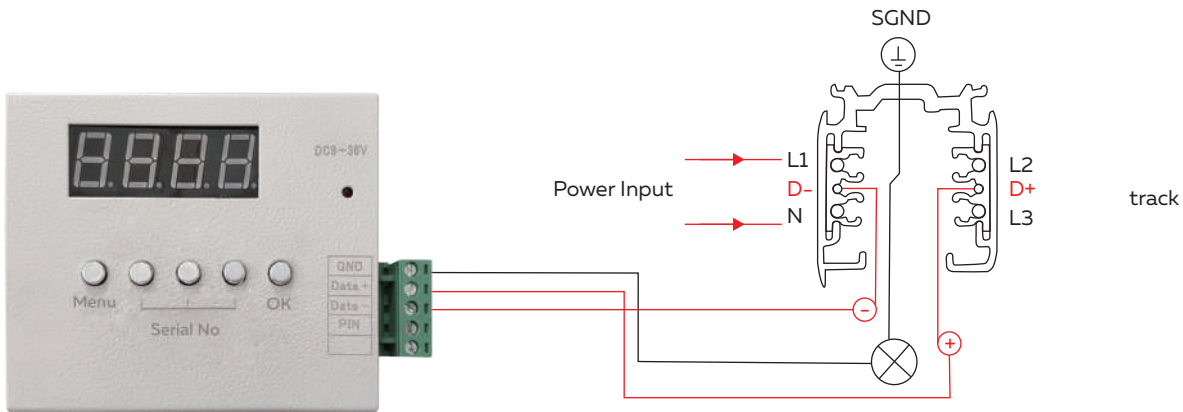 SGND
DC9~36V
Power Input
L1
D-
N
L2
D+
L3
track
GND
Data +
Data -
PIN
Menu
OK
Serial No
-
+